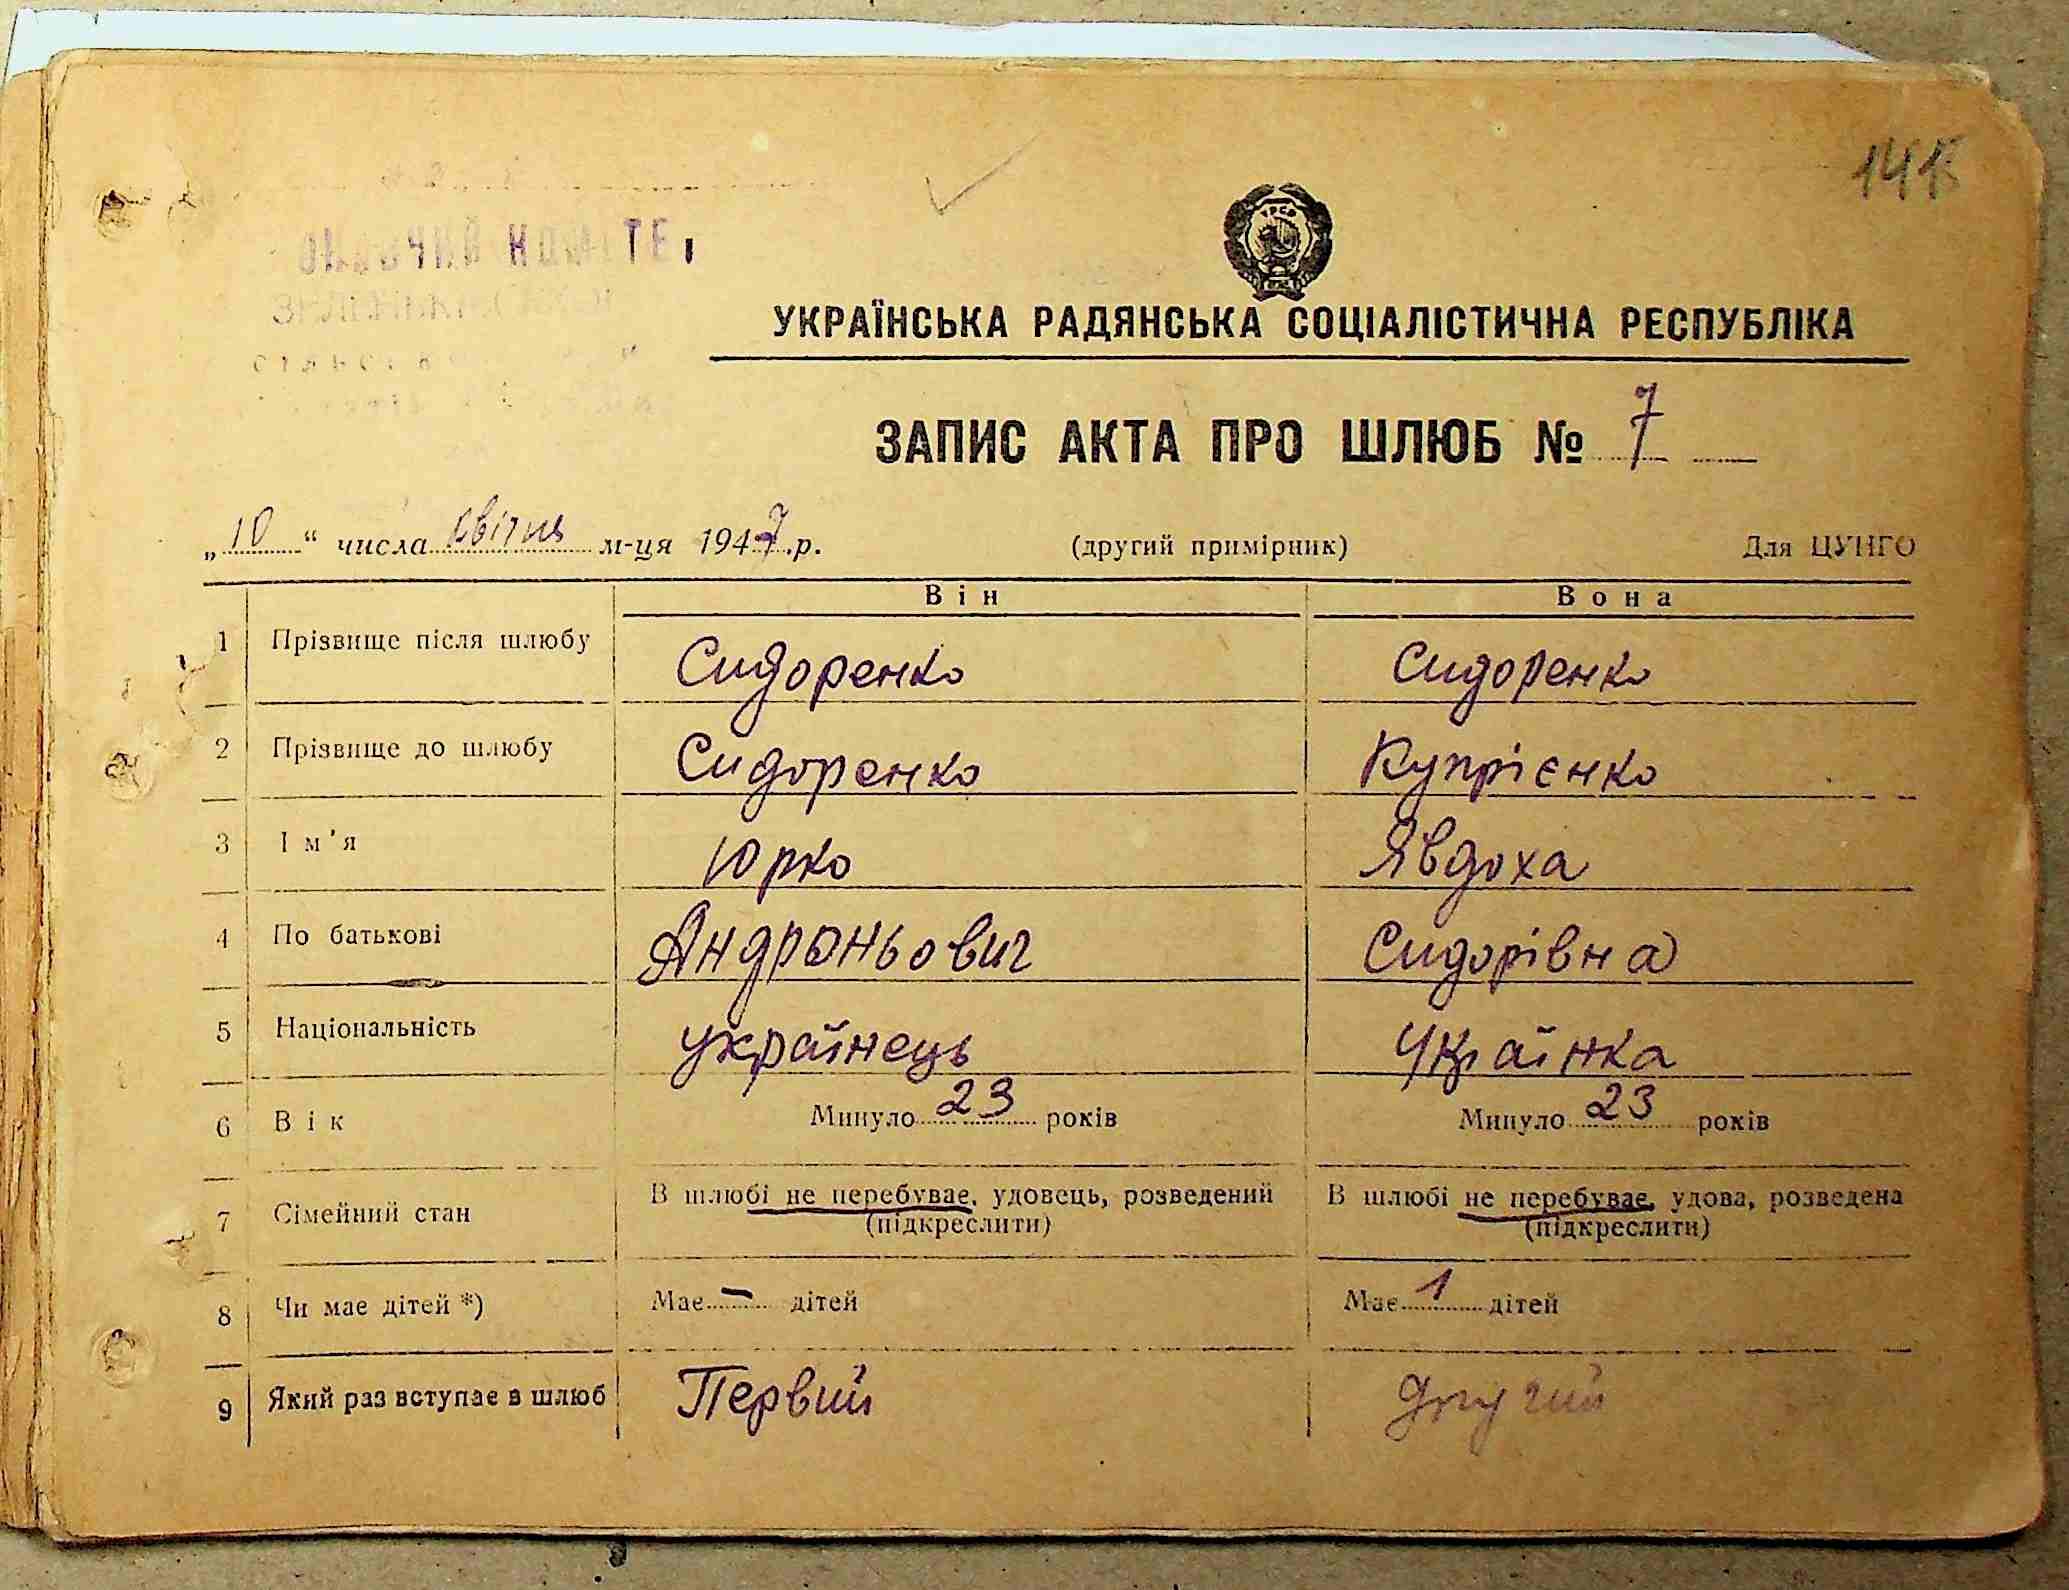 141
УКРАЇНСЬКА РАДЯНСЬКА СОЦІАЛІСТИЧНА РЕСПУБЛІКА
ЗАПИС АКТА ПРО ШЛЮБ № 7
„10“ числа квітня м-ця 1947 р. (другий примірник) Для ЦУНГО
Він Вона
1 Прізвище після шлюбу Сидоренко Сидоренко
2 Прізвище до шлюбу Сидоренко Купрієнко
3 Ім'я Юрко Явдоха
4 По батькові Андроньович Сидорівна
5 Національність українець Українка
6 Вік Минуло 23 років Минуло 23 років
7 Сімейний стан В шлюбі не перебуває, удовець, розведений В шлюбі не перебуває, удова, розведена
(підкреслити) (підкреслити)
8 Чи має дітей *) Має – дітей Має 1 дітей
9 Який раз вступає в шлюб Первий другий